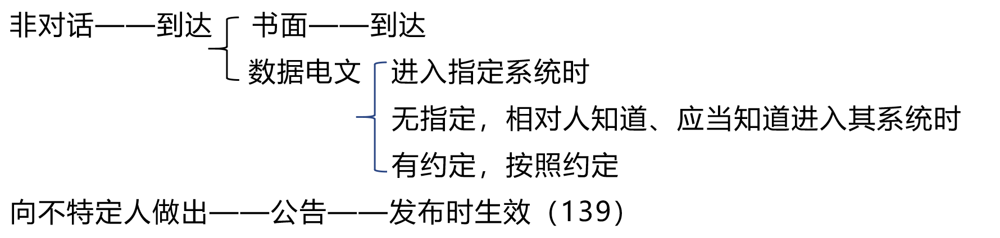 非对话——到达 书面——到达
数据电文 进入指定系统时
无指定，相对人知道、应当知道进入其系统时
有约定，按照约定
向不特定人做出——公告——发布时生效（139）